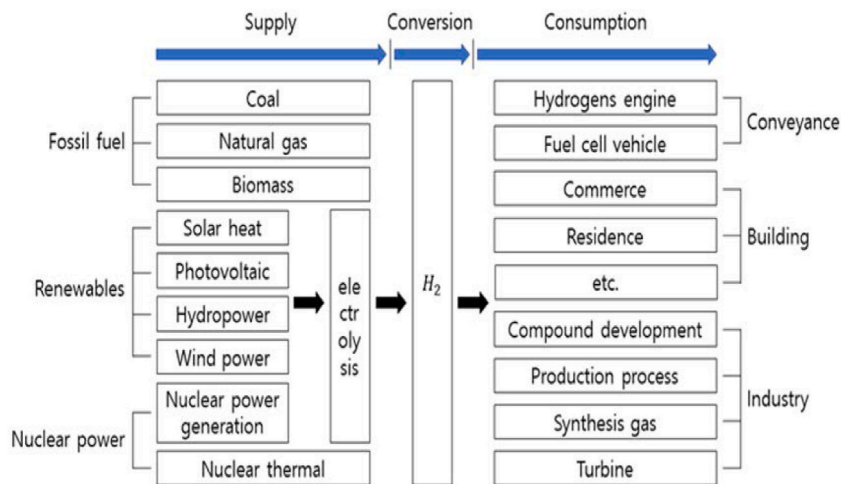 Supply
Conversion
Consumption
Fossil fuel
Coal
Natural gas
Biomass
Renewables
Solar heat
Photovoltaic
Hydropower
Wind power
Nuclear power
Nuclear power
generation
Nuclear thermal
ele
ctr
oly
sis
H₂
Hydrogens engine
Fuel cell vehicle
Conveyance
Commerce
Residence
etc.
Building
Compound development
Production process
Synthesis gas
Turbine
Industry